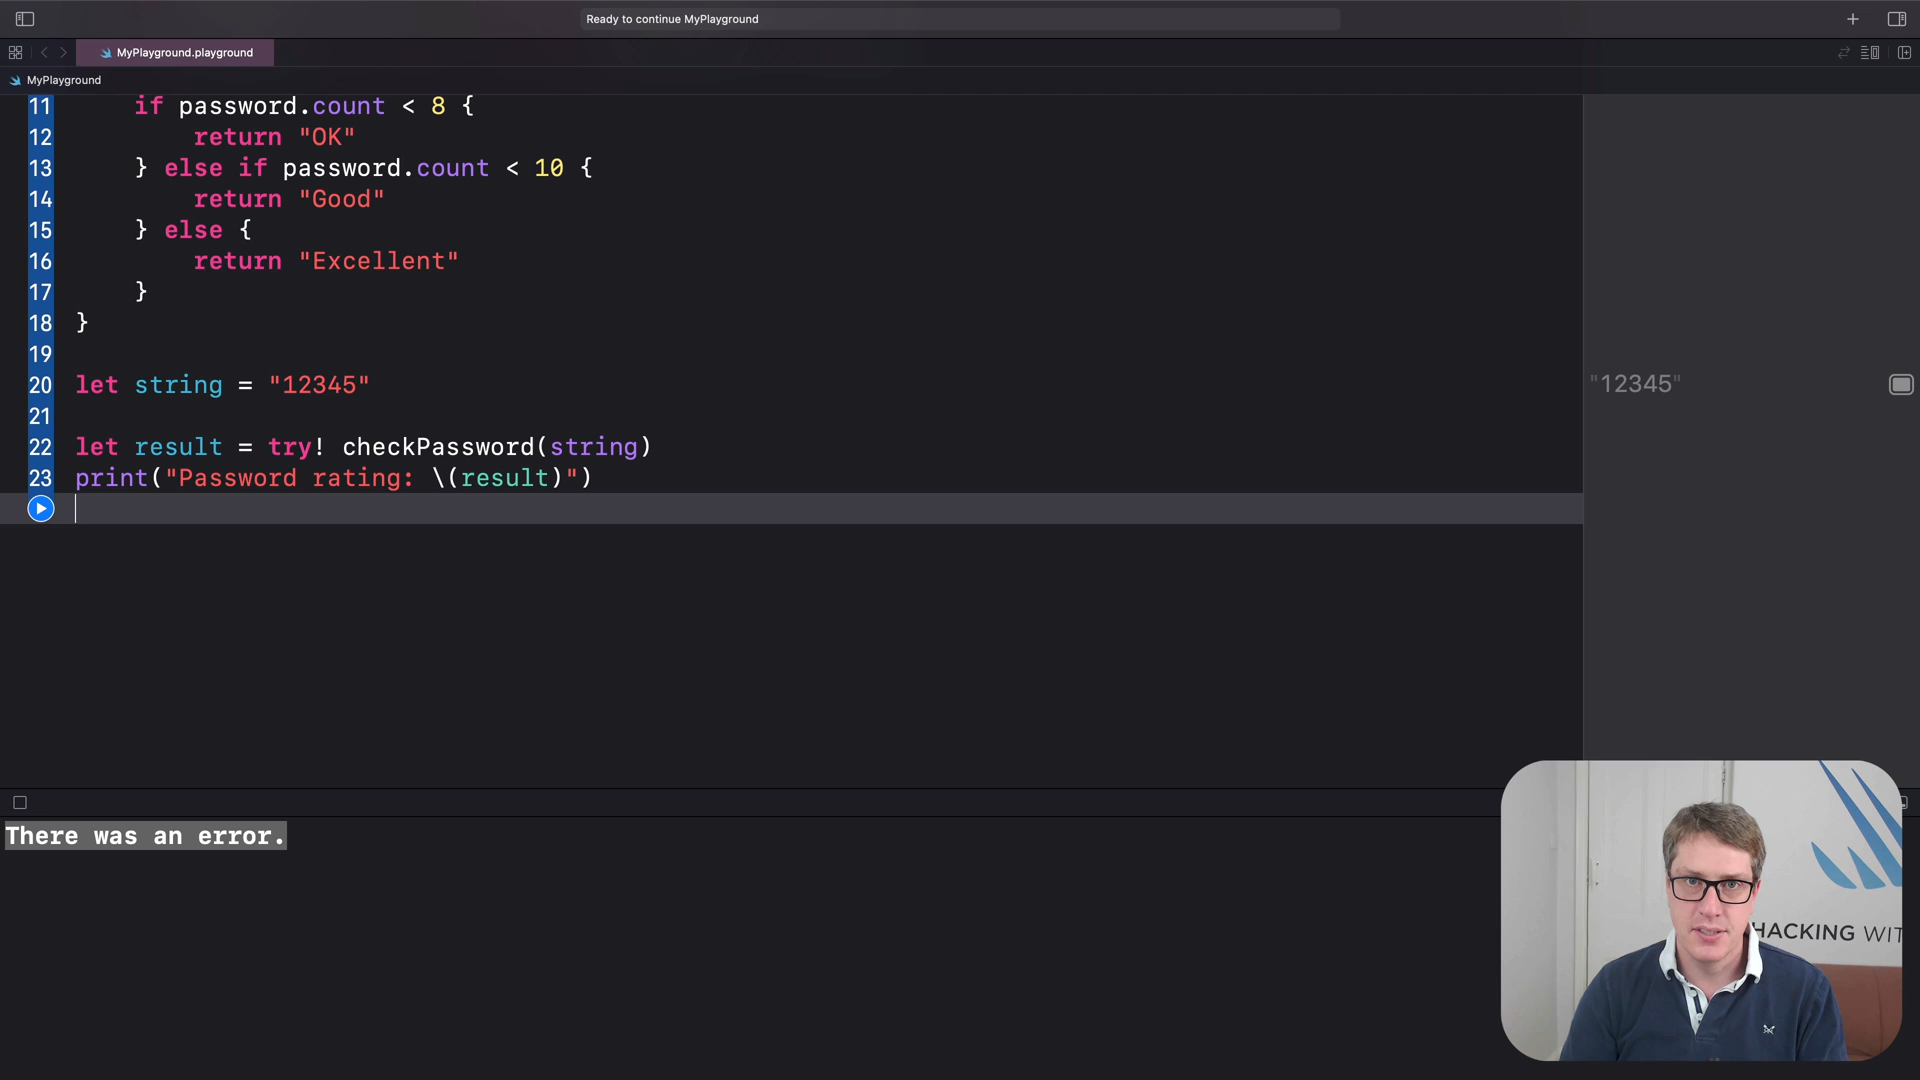 Ready to continue MyPlayground
MyPlayground.playground
MyPlayground
11 if password.count < 8 {
12 return "OK"
13 } else if password.count < 10 {
14 return "Good"
15 } else {
16 return "Excellent"
17 }
18 }
19
20 let string = "12345"
"12345"
21
22 let result = try! checkPassword(string)
23 print("Password rating: \(result)")
There was an error.
HACKING WIT